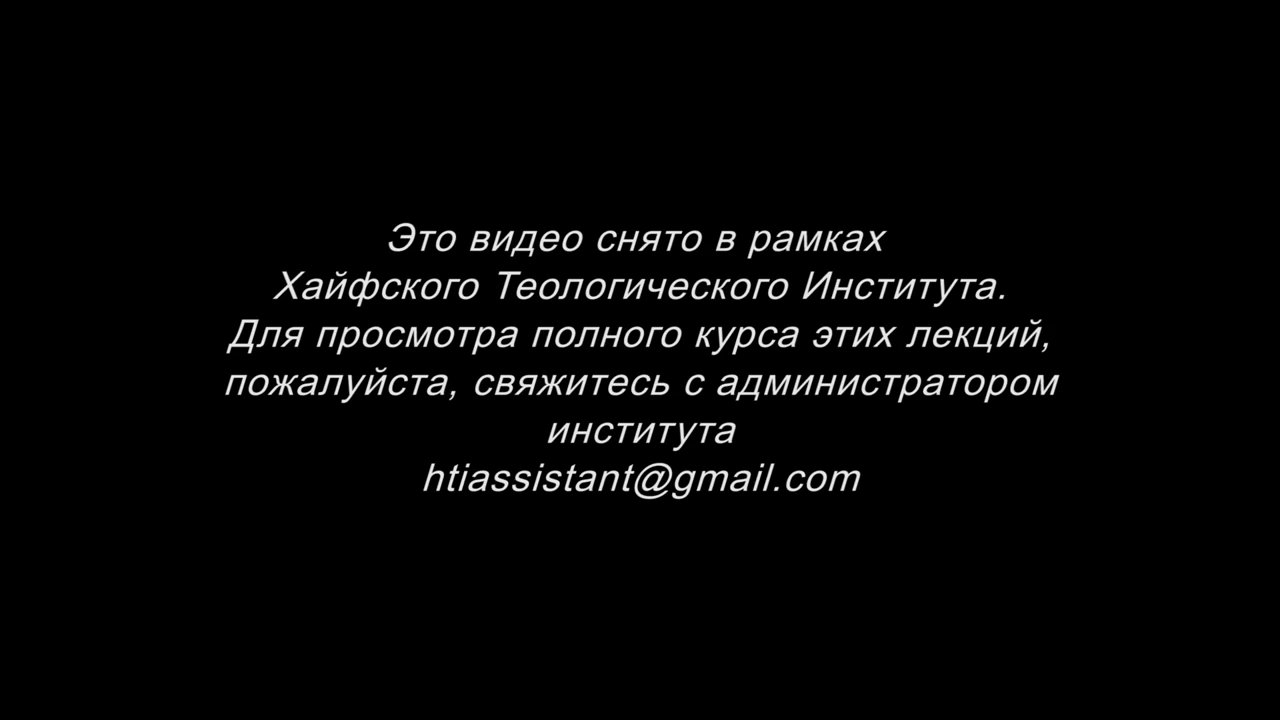 Это видео снято в рамках
Хайфского Теологического Института.
Для просмотра полного курса этих лекций,
пожалуйста, свяжитесь с администратором
института
htiassistant@gmail.com